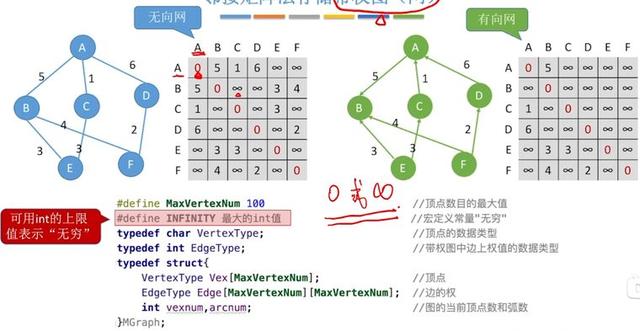 邻接矩阵法存储带权图（网）
无向网
有向网
A
5
1
6
B
C
D
4
3
3
2
E
F
A B C D E F
A 0 5 1 6 ∞ ∞
B 5 0 ∞ ∞ 3 4
C 1 ∞ 0 ∞ 3 ∞
D 6 ∞ ∞ 0 ∞ 2
E ∞ 3 3 ∞ 0 ∞
F ∞ 4 ∞ 2 ∞ 0
A
5
1
6
B
C
D
4
3
3
2
E
F
A B C D E F
A 0 5 ∞ ∞ ∞ ∞
B ∞ 0 ∞ ∞ ∞ 4
C 1 ∞ 0 ∞ ∞ ∞
D 6 ∞ ∞ 0 ∞ ∞
E ∞ 3 3 ∞ 0 ∞
F ∞ ∞ ∞ 2 ∞ 0
0 或 ∞
可用int的上限
值表示“无穷”
#define MaxVertexNum 100 //顶点数目的最大值
#define INFINITY 最大的int值 //宏定义常量"无穷"
typedef char VertexType; //顶点的数据类型
typedef int EdgeType; //带权图中边上权值的数据类型
typedef struct{
VertexType Vex[MaxVertexNum]; //顶点
EdgeType Edge[MaxVertexNum][MaxVertexNum]; //边的权
int vexnum,arcnum; //图的当前顶点数和弧数
}MGraph;